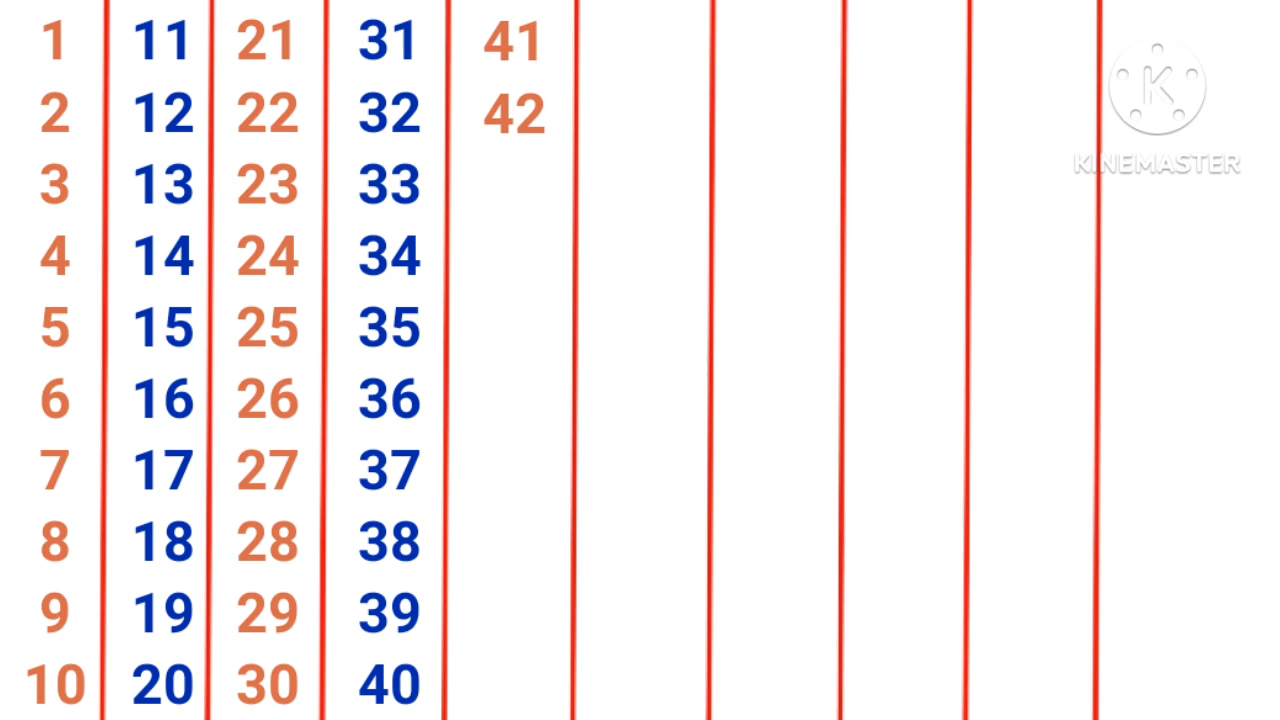 1 11 21 31 41
2 12 22 32 42
3 13 23 33
4 14 24 34
5 15 25 35
6 16 26 36
7 17 27 37
8 18 28 38
9 19 29 39
10 20 30 40
K
KINEMASTER